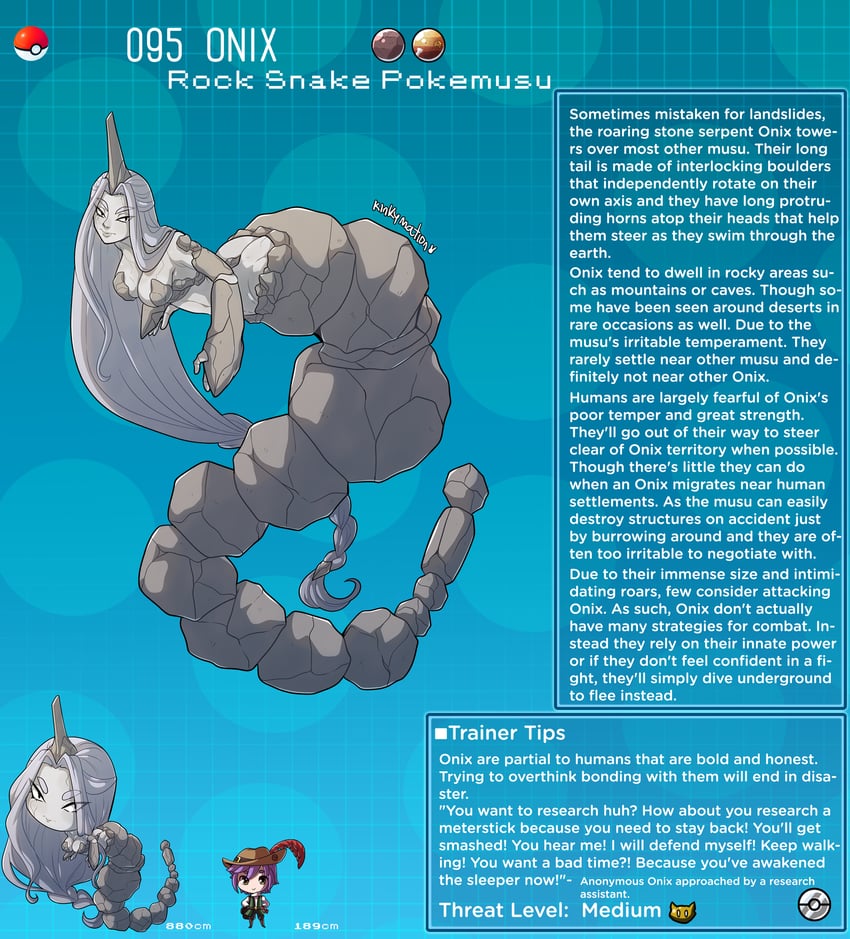 095 ONIX
Rock Snake Pokemusu
kinkymation
Sometimes mistaken for landslides,
the roaring stone serpent Onix towe-
rs over most other musu. Their long
tail is made of interlocking boulders
that independently rotate on their
own axis and they have long protru-
ding horns atop their heads that help
them steer as they swim through the
earth.
Onix tend to dwell in rocky areas su-
ch as mountains or caves. Though so-
me have been seen around deserts in
rare occasions as well. Due to the
musu's irritable temperament. They
rarely settle near other musu and de-
finitely not near other Onix.
Humans are largely fearful of Onix's
poor temper and great strength.
They'll go out of their way to steer
clear of Onix territory when possible.
Though there's little they can do
when an Onix migrates near human
settlements. As the musu can easily
destroy structures on accident just
by burrowing around and they are of-
ten too irritable to negotiate with.
Due to their immense size and intimi-
dating roars, few consider attacking
Onix. As such, Onix don't actually
have many strategies for combat. In-
stead they rely on their innate power
or if they don't feel confident in a fi-
ght, they'll simply dive underground
to flee instead.
■Trainer Tips
Onix are partial to humans that are bold and honest.
Trying to overthink bonding with them will end in disa-
ster.
"You want to research huh? How about you research a
meterstick because you need to stay back! You'll get
smashed! You hear me! I will defend myself! Keep walk-
ing! You want a bad time?! Because you've awakened
the sleeper now!"- Anonymous Onix approached by a research
assistant.
Threat Level: Medium
880cm
189cm